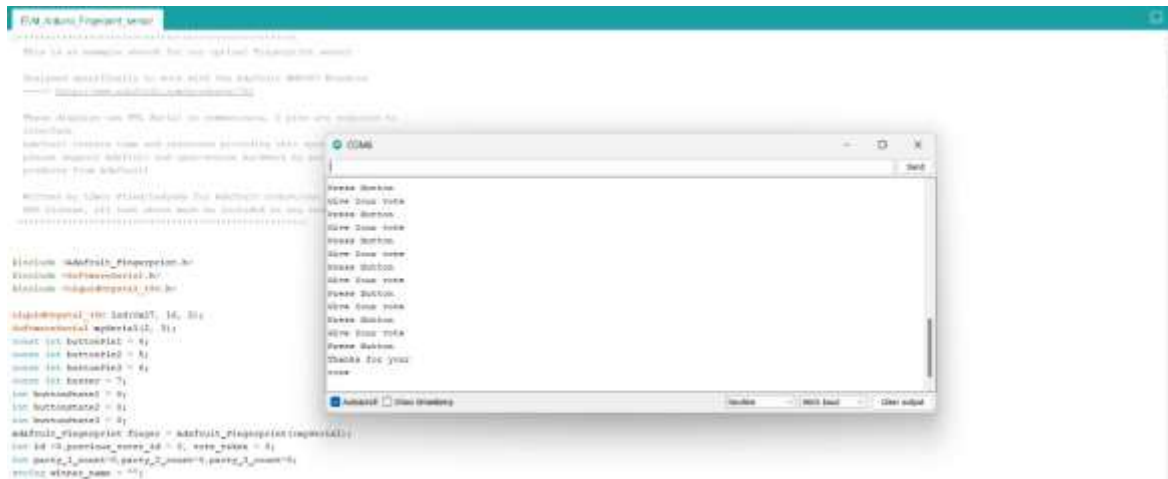 EVM_Arduino_Fingerprint_sensor
This is an example sketch for our optical Fingerprint sensor
Designed specifically to work with the Adafruit Breakout
These displays use TTL Serial to communicate, 2 pins are required to
interface
Adafruit invests time and resources providing this open
please support Adafruit and open-source hardware by
products from Adafruit!
Written by Limor Fried/Ladyada for Adafruit Industries.
BSD license, all text above must be included in any
#include <Adafruit_Fingerprint.h>
#include <SoftwareSerial.h>
#include <LiquidCrystal_I2C.h>
LiquidCrystal_I2C lcd(0x27, 16, 2);
SoftwareSerial mySerial(2, 3);
const int buttonPin1 =
const int buttonPin2 =
const int buttonPin3 =
const int buzzer = 7;
int buttonState1 = 0;
int buttonState2 = 0;
int buttonState3 = 0;
Adafruit_Fingerprint finger = Adafruit_Fingerprint(&mySerial);
int id =0,previous_voter_id = 0, vote_taken = 0;
int party_1_count=0,party_2_count=0,party_3_count=0;
String winner_name = "";
COM6
Send
Press Button
Give Your vote
Press Button
Give Your vote
Press Button
Give Your vote
Press Button
Give Your vote
Press Button
Give Your vote
Press Button
Give Your vote
Press Button
Thanks for your
vote
Autoscroll Show timestamp
Newline
9600 baud
Clear output